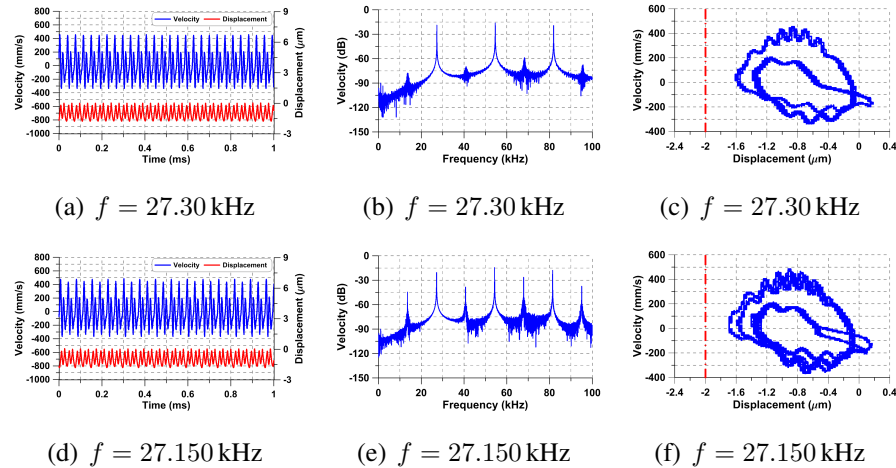 800
600
400
200
0
-200
-400
-600
-800
-1000
Velocity (mm/s)
Velocity
Displacement
9
6
3
0
-3
Displacement (μm)
0 0.2 0.4 0.6 0.8 1
Time (ms)
0
-30
-60
-90
-120
-150
Velocity (dB)
0 20 40 60 80 100
Frequency (kHz)
600
400
200
0
-200
-400
Velocity (mm/s)
-2.4 -2 -1.6 -1.2 -0.8 -0.4 0 0.4
Displacement (μm)
(a) f = 27.30 kHz
(b) f = 27.30 kHz
(c) f = 27.30 kHz
800
600
400
200
0
-200
-400
-600
-800
-1000
Velocity (mm/s)
Velocity
Displacement
9
6
3
0
-3
Displacement (μm)
0 0.2 0.4 0.6 0.8 1
Time (ms)
0
-30
-60
-90
-120
-150
Velocity (dB)
0 20 40 60 80 100
Frequency (kHz)
600
400
200
0
-200
-400
Velocity (mm/s)
-2.4 -2 -1.6 -1.2 -0.8 -0.4 0 0.4
Displacement (μm)
(d) f = 27.150 kHz
(e) f = 27.150 kHz
(f) f = 27.150 kHz